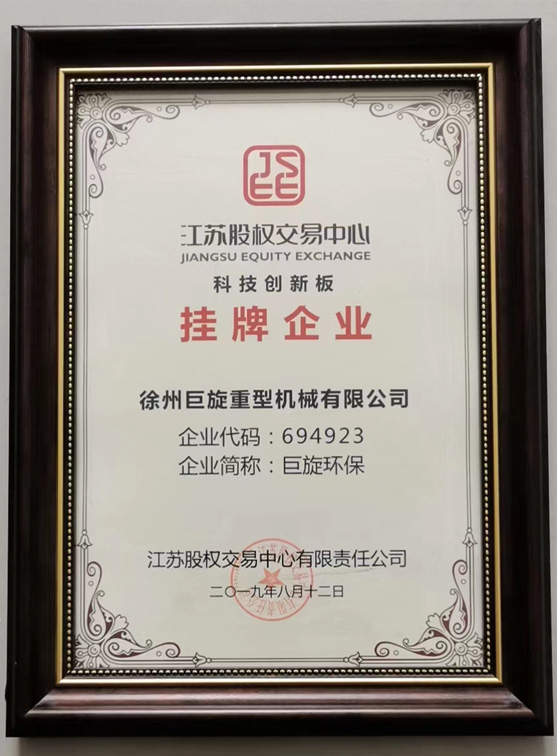 JSEE
江苏股权交易中心
JIANGSU EQUITY EXCHANGE
科技创新板
挂牌企业
徐州巨旋重型机械有限公司
企业代码：694923
企业简称：巨旋环保
江苏股权交易中心有限责任公司
二〇一九年八月十二日